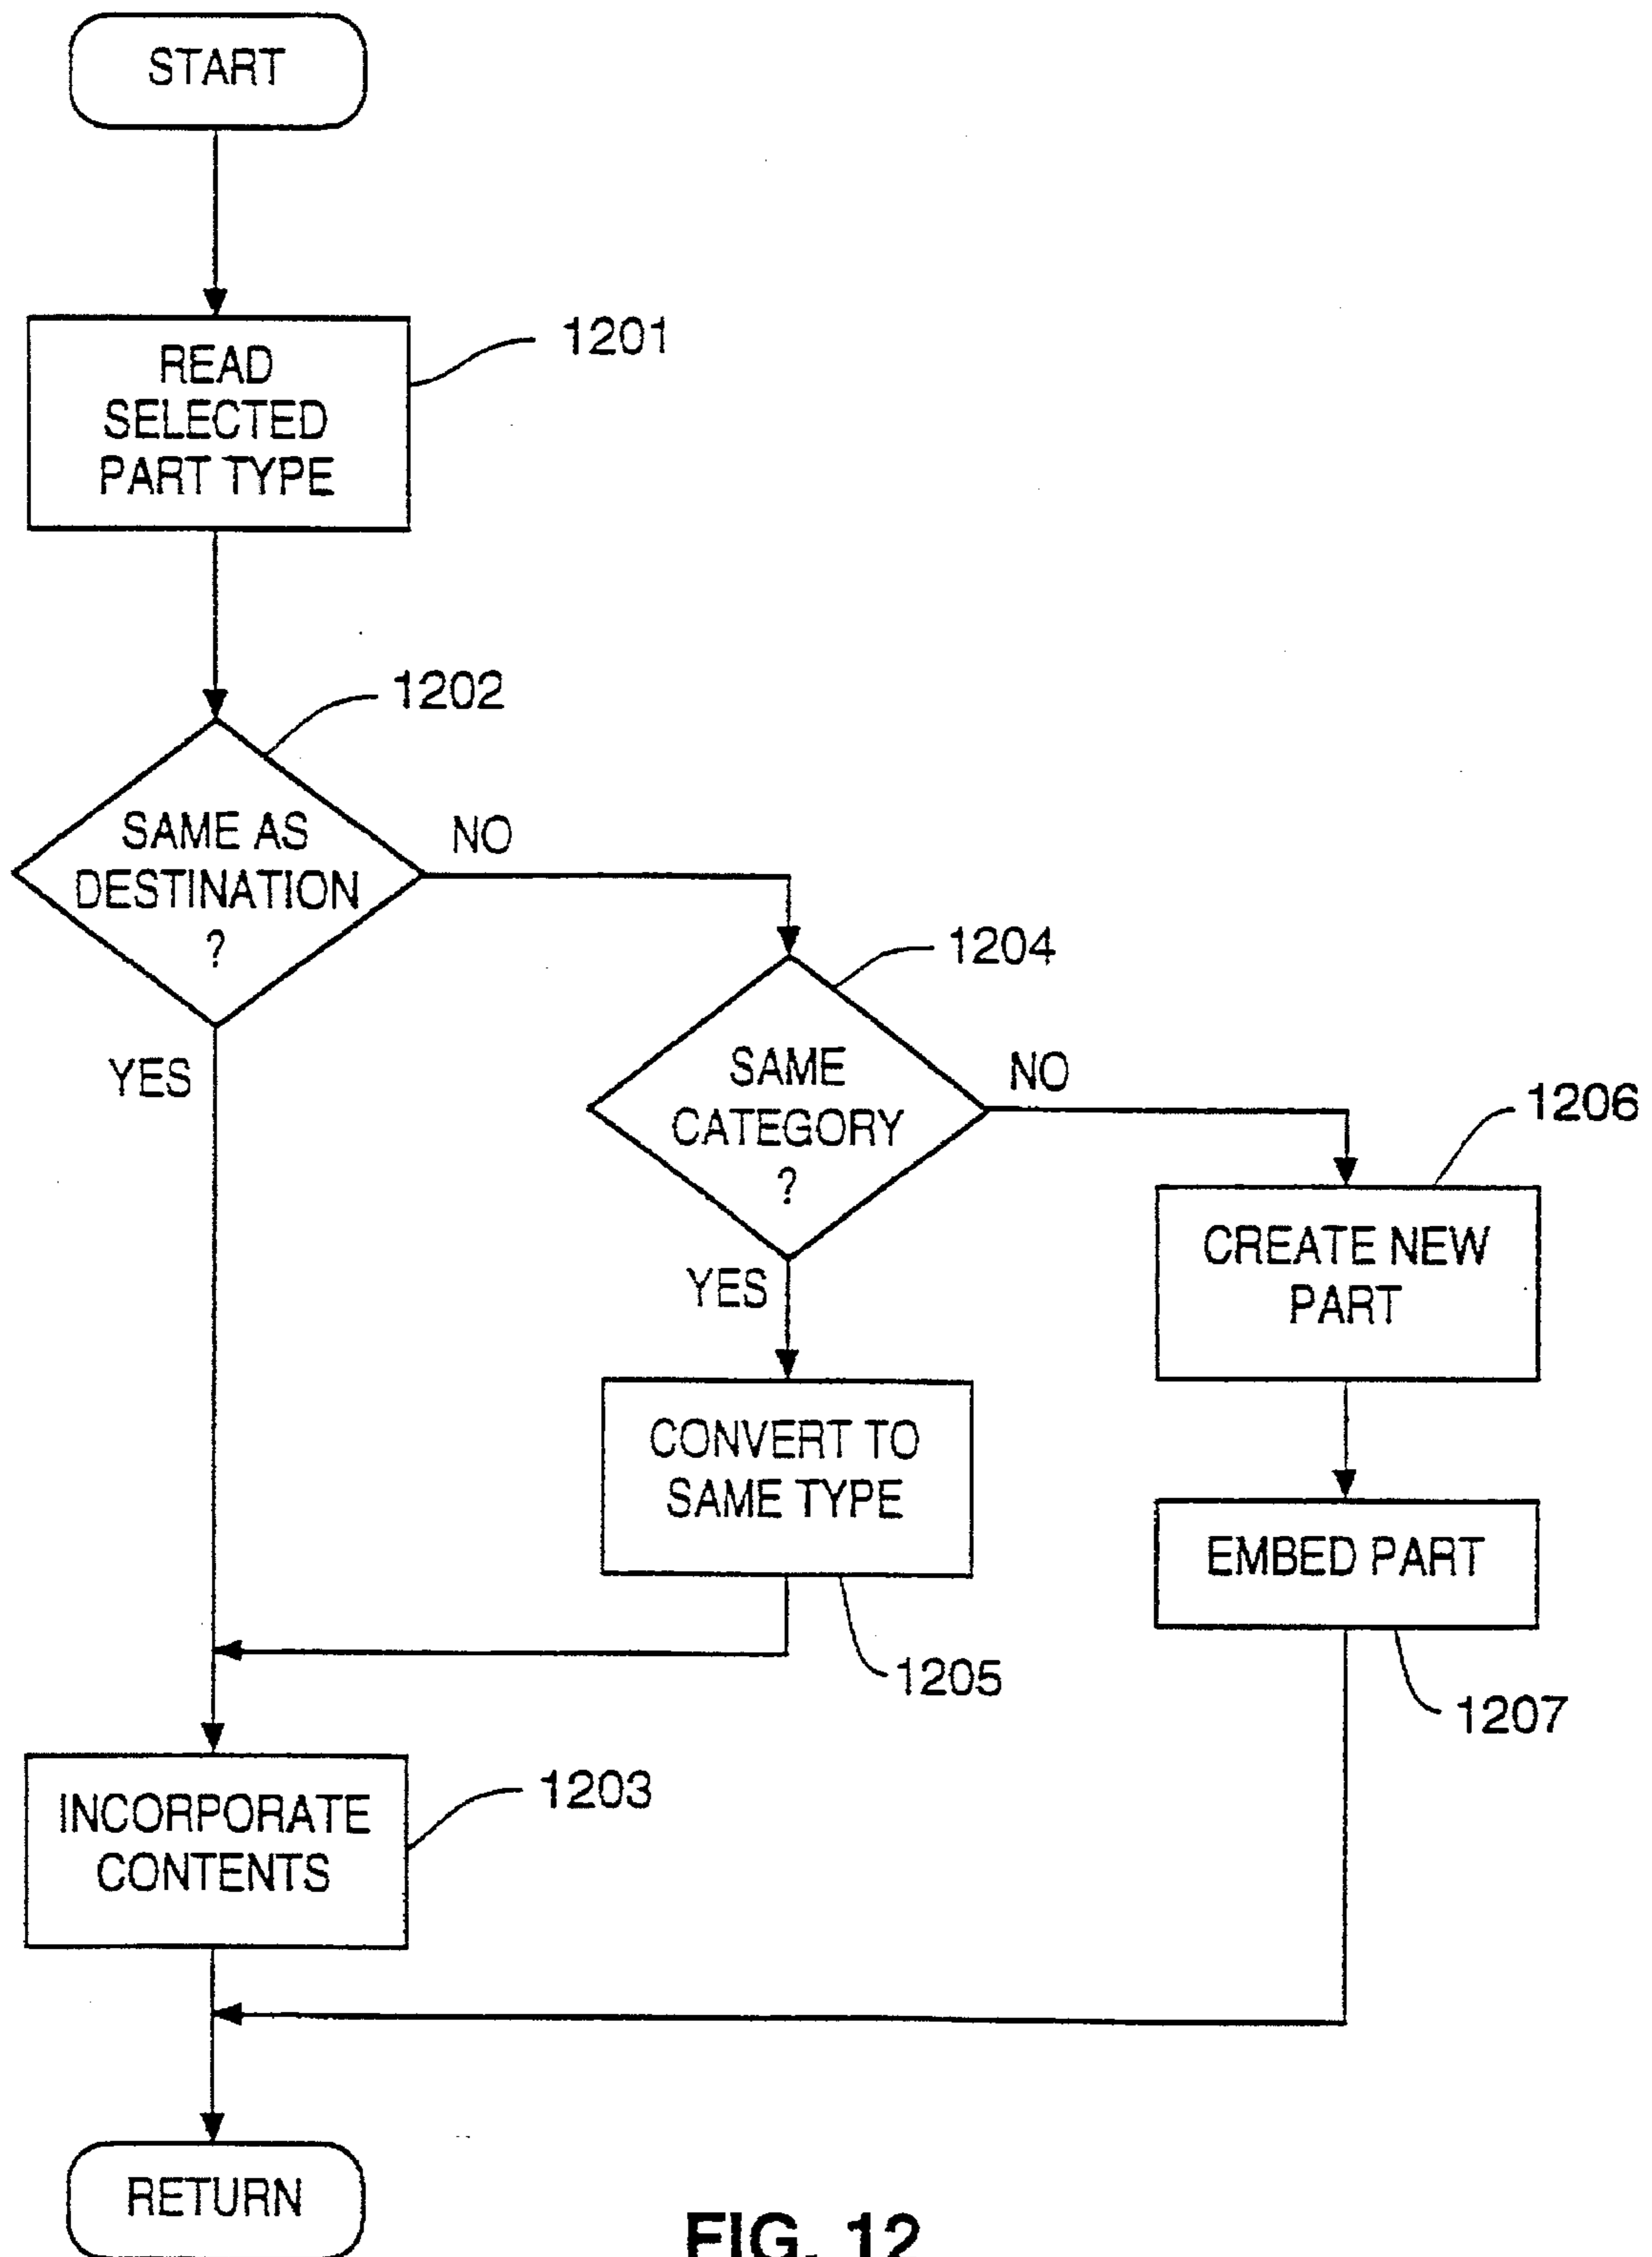 START
READ
SELECTED
PART TYPE
1201
1202
SAME AS
DESTINATION
?
NO
YES
1204
SAME
CATEGORY
?
NO
YES
1206
CREATE NEW
PART
CONVERT TO
SAME TYPE
1205
EMBED PART
1207
INCORPORATE
CONTENTS
1203
RETURN
FIG. 12